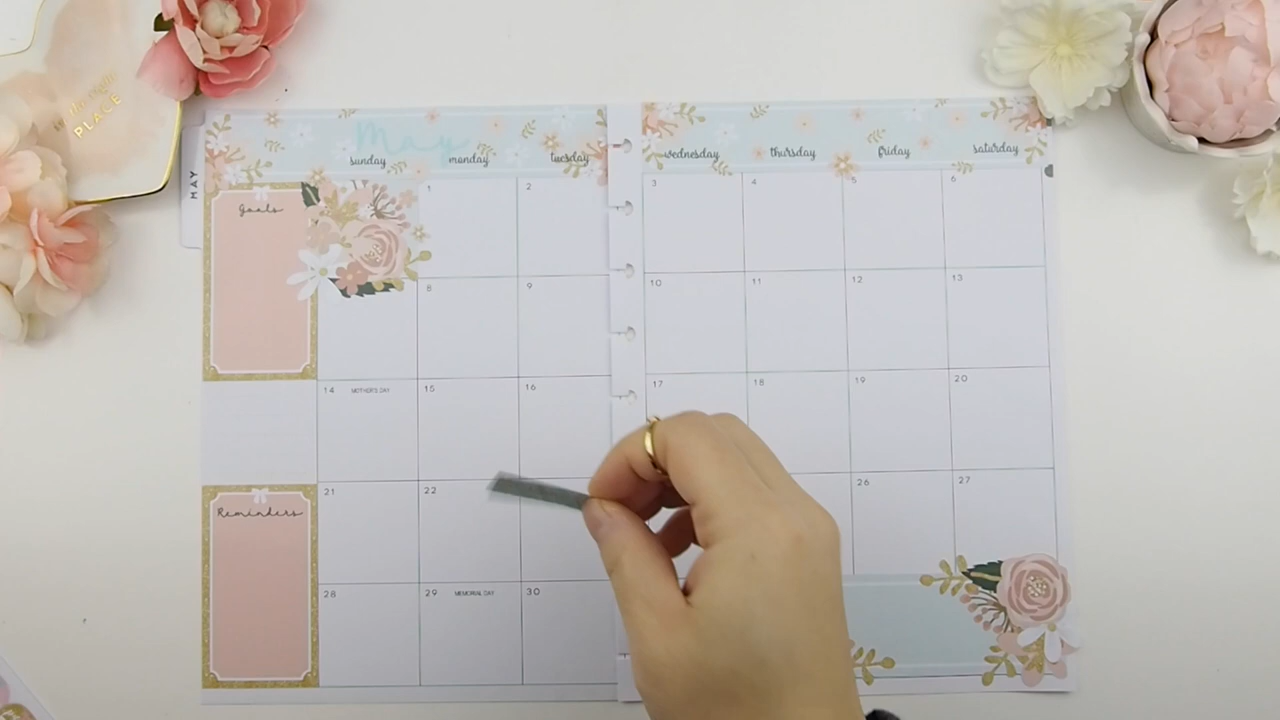 PLACE
May
sunday monday tuesday wednesday thursday friday saturday
MAY
Goals
1 2 3 4 5 6
8 9 10 11 12 13
14 MOTHER'S DAY 15 16 17 18 19 20
21 22 26 27
Reminders
28 29 MEMORIAL DAY 30